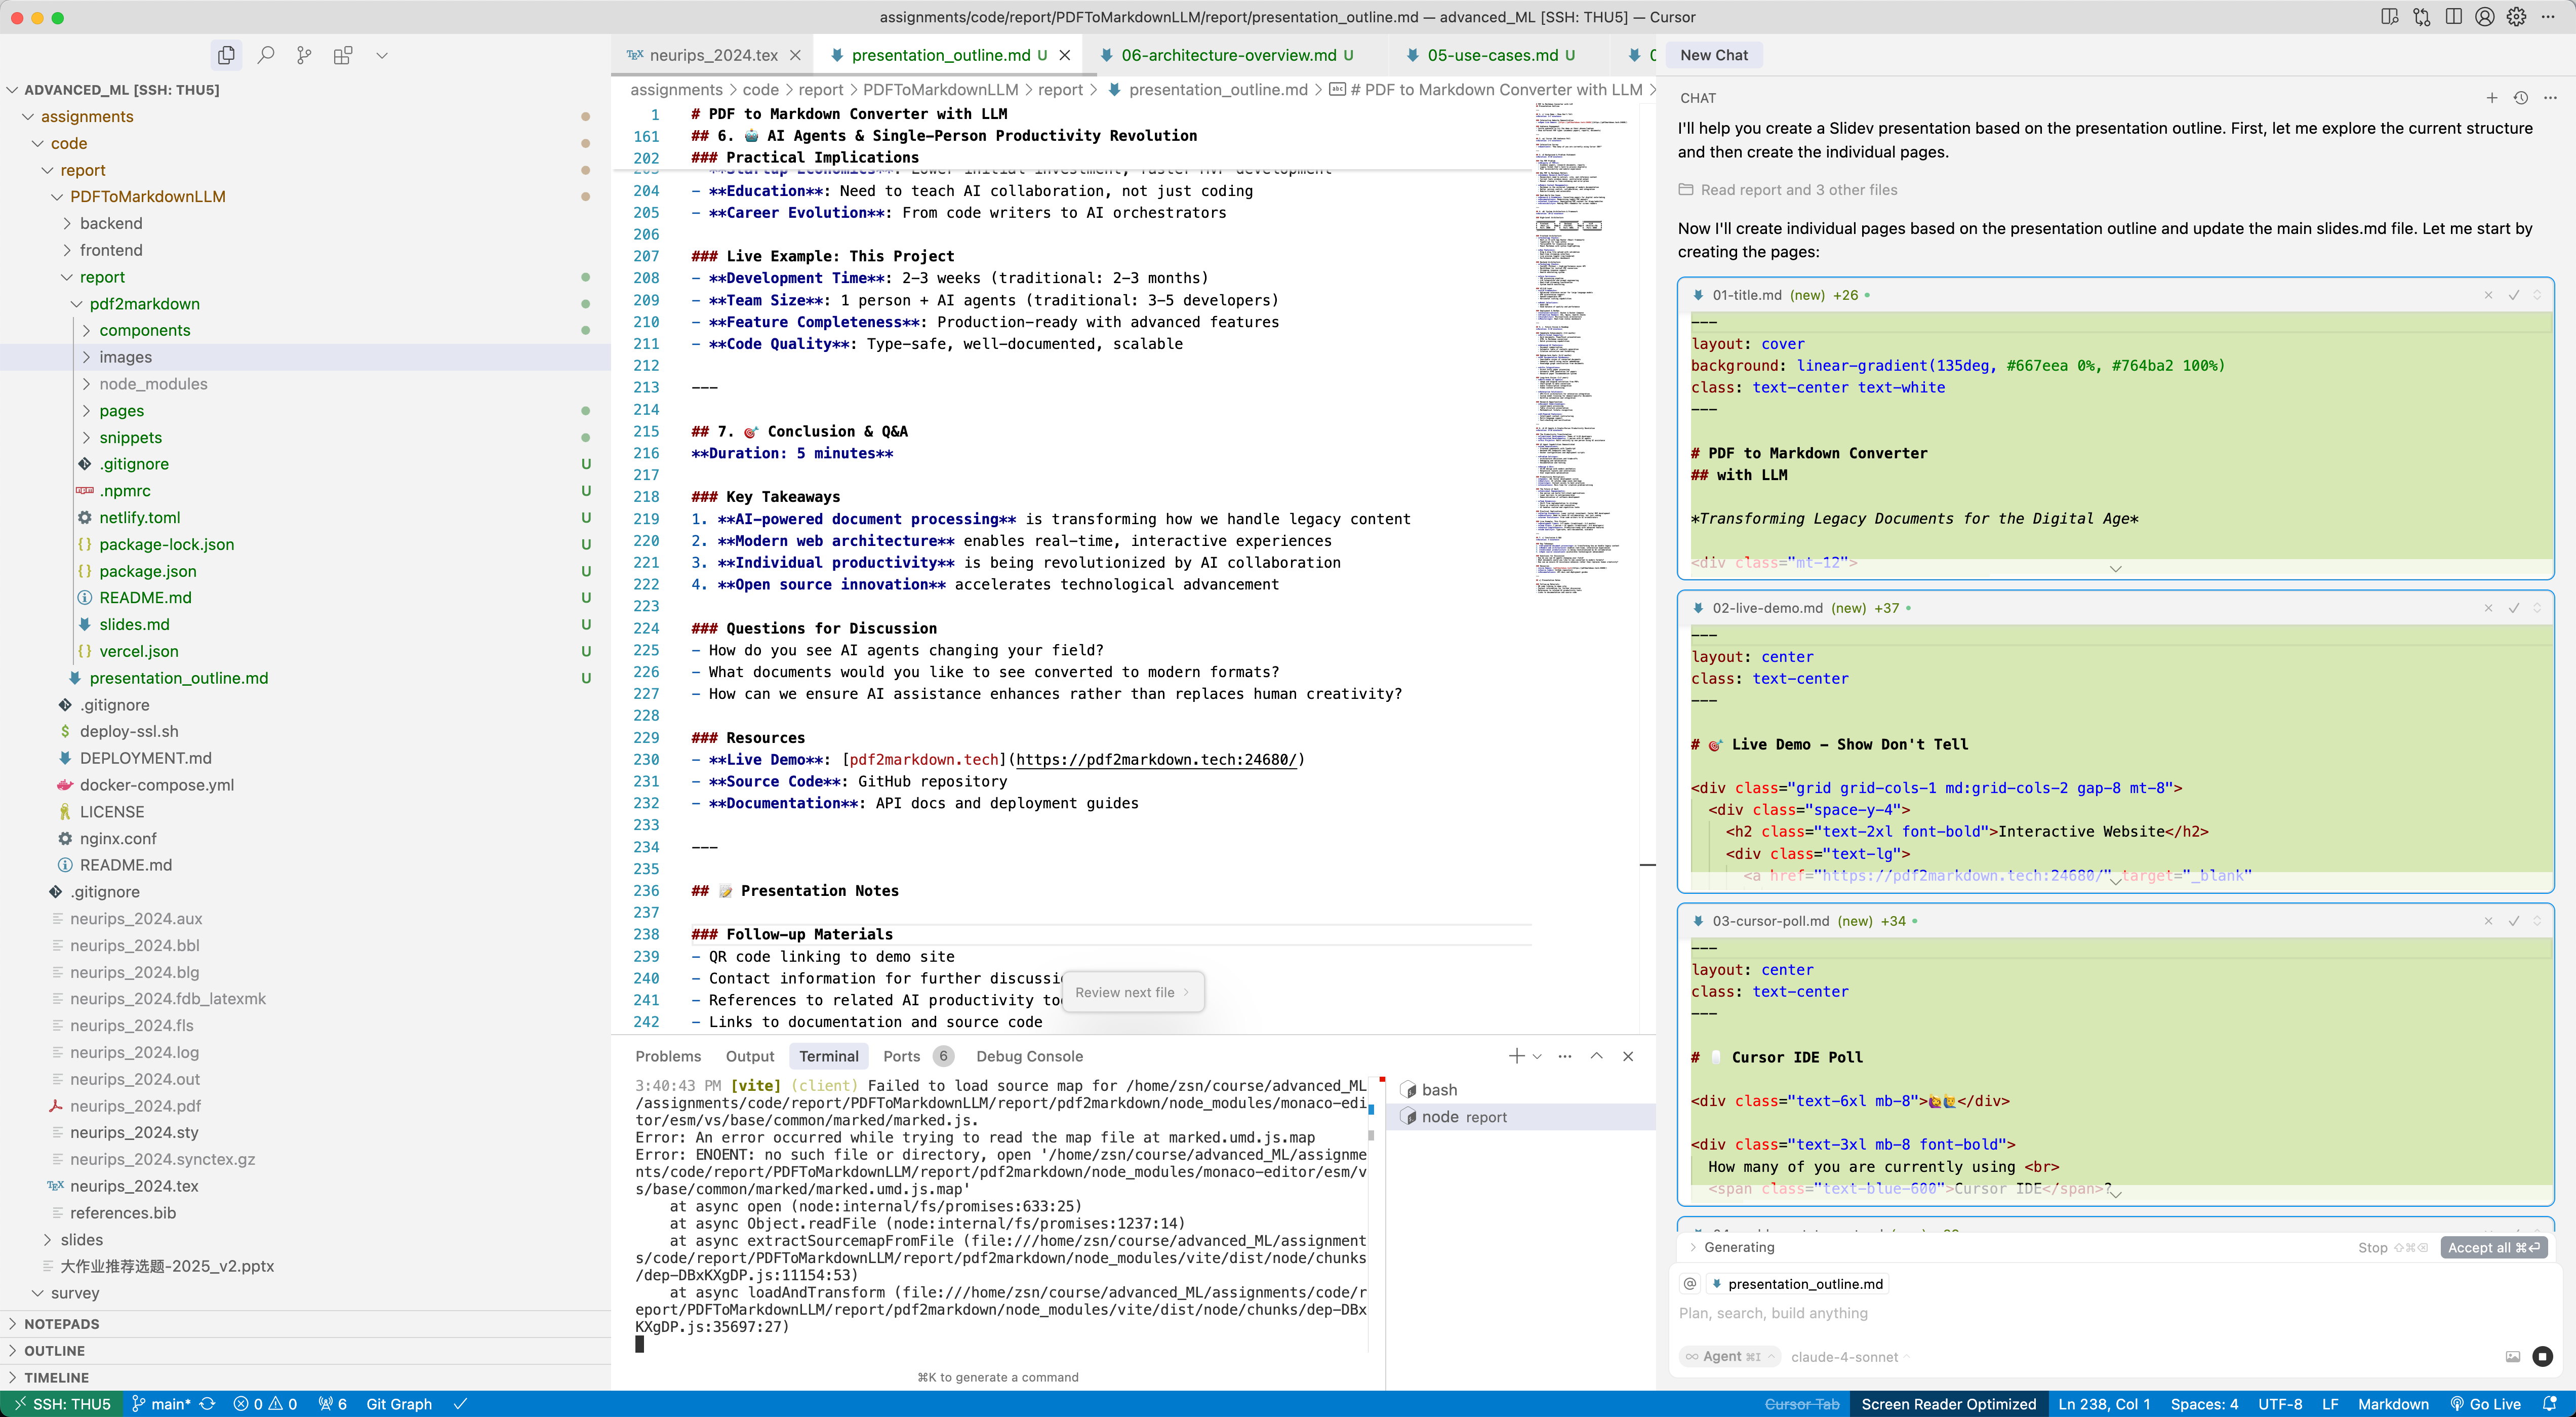 assignments/code/report/PDFToMarkdownLLM/report/presentation_outline.md — advanced_ML [SSH: THU5] — Cursor
ADVANCED_ML [SSH: THU5]
assignments
code
report
PDFToMarkdownLLM
backend
frontend
report
pdf2markdown
components
images
node_modules
pages
snippets
.gitignore U
.npmrc U
netlify.toml U
package-lock.json U
package.json U
README.md U
slides.md U
vercel.json U
presentation_outline.md U
.gitignore
deploy-ssl.sh
DEPLOYMENT.md
docker-compose.yml
LICENSE
nginx.conf
README.md
.gitignore
neurips_2024.aux
neurips_2024.bbl
neurips_2024.blg
neurips_2024.fdb_latexmk
neurips_2024.fls
neurips_2024.log
neurips_2024.out
neurips_2024.pdf
neurips_2024.sty
neurips_2024.synctex.gz
neurips_2024.tex
references.bib
slides
大作业推荐选题-2025_v2.pptx
survey
NOTEPADS
OUTLINE
TIMELINE
neurips_2024.tex
presentation_outline.md U
06-architecture-overview.md U
05-use-cases.md U
assignments > code > report > PDFToMarkdownLLM > report > presentation_outline.md > # PDF to Markdown Converter with LLM >
1 # PDF to Markdown Converter with LLM
161 ## 6. 🤖 AI Agents & Single-Person Productivity Revolution
202 ### Practical Implications
204 - **Education**: Need to teach AI collaboration, not just coding
205 - **Career Evolution**: From code writers to AI orchestrators
206
207 ### Live Example: This Project
208 - **Development Time**: 2-3 weeks (traditional: 2-3 months)
209 - **Team Size**: 1 person + AI agents (traditional: 3-5 developers)
210 - **Feature Completeness**: Production-ready with advanced features
211 - **Code Quality**: Type-safe, well-documented, scalable
212
213 ---
214
215 ## 7. 🎯 Conclusion & Q&A
216 **Duration: 5 minutes**
217
218 ### Key Takeaways
219 1. **AI-powered document processing** is transforming how we handle legacy content
220 2. **Modern web architecture** enables real-time, interactive experiences
221 3. **Individual productivity** is being revolutionized by AI collaboration
222 4. **Open source innovation** accelerates technological advancement
223
224 ### Questions for Discussion
225 - How do you see AI agents changing your field?
226 - What documents would you like to see converted to modern formats?
227 - How can we ensure AI assistance enhances rather than replaces human creativity?
228
229 ### Resources
230 - **Live Demo**: [pdf2markdown.tech](https://pdf2markdown.tech:24680/)
231 - **Source Code**: GitHub repository
232 - **Documentation**: API docs and deployment guides
233
234 ---
235
236 ## 📝 Presentation Notes
237
238 ### Follow-up Materials
239 - QR code linking to demo site
240 - Contact information for further discussi
241 - References to related AI productivity to
242 - Links to documentation and source code
Review next file >
Problems Output Terminal Ports 6 Debug Console
3:40:43 PM [vite] (client) Failed to load source map for /home/zsn/course/advanced_ML
/assignments/code/report/PDFToMarkdownLLM/report/pdf2markdown/node_modules/monaco-edi
tor/esm/vs/base/common/marked/marked.js.
Error: An error occurred while trying to read the map file at marked.umd.js.map
Error: ENOENT: no such file or directory, open '/home/zsn/course/advanced_ML/assignme
nts/code/report/PDFToMarkdownLLM/report/pdf2markdown/node_modules/monaco-editor/esm/v
s/base/common/marked/marked.umd.js.map'
at async open (node:internal/fs/promises:633:25)
at async Object.readFile (node:internal/fs/promises:1237:14)
at async extractSourcemapFromFile (file:///home/zsn/course/advanced_ML/assignment
s/code/report/PDFToMarkdownLLM/report/pdf2markdown/node_modules/vite/dist/node/chunks
/dep-DBxKXgDP.js:11154:53)
at async loadAndTransform (file:///home/zsn/course/advanced_ML/assignments/code/r
eport/PDFToMarkdownLLM/report/pdf2markdown/node_modules/vite/dist/node/chunks/dep-DBx
KXgDP.js:35697:27)
bash
node report
⌘K to generate a command
New Chat
CHAT
I'll help you create a Slidev presentation based on the presentation outline. First, let me explore the current structure
and then create the individual pages.
Read report and 3 other files
Now I'll create individual pages based on the presentation outline and update the main slides.md file. Let me start by
creating the pages:
01-title.md (new) +26
---
layout: cover
background: linear-gradient(135deg, #667eea 0%, #764ba2 100%)
class: text-center text-white
---
# PDF to Markdown Converter
## with LLM
*Transforming Legacy Documents for the Digital Age*
<div class="mt-12">
02-live-demo.md (new) +37
---
layout: center
class: text-center
---
# 🎯 Live Demo - Show Don't Tell
<div class="grid grid-cols-1 md:grid-cols-2 gap-8 mt-8">
<div class="space-y-4">
<h2 class="text-2xl font-bold">Interactive Website</h2>
<div class="text-lg">
<a href="https://pdf2markdown.tech:24680/" target="_blank"
03-cursor-poll.md (new) +34
---
layout: center
class: text-center
---
# Cursor IDE Poll
<div class="text-6xl mb-8">🙋‍♀️🙋‍♂️</div>
<div class="text-3xl mb-8 font-bold">
How many of you are currently using <br>
<span class="text-blue-600">Cursor IDE</span>?
Generating
Stop ⇧⌘⌫ Accept all ⌘⏎
@ presentation_outline.md
Plan, search, build anything
Agent ⌘I claude-4-sonnet
SSH: THU5 main* 0 0 6 Git Graph
Cursor Tab Screen Reader Optimized Ln 238, Col 1 Spaces: 4 UTF-8 LF Markdown Go Live